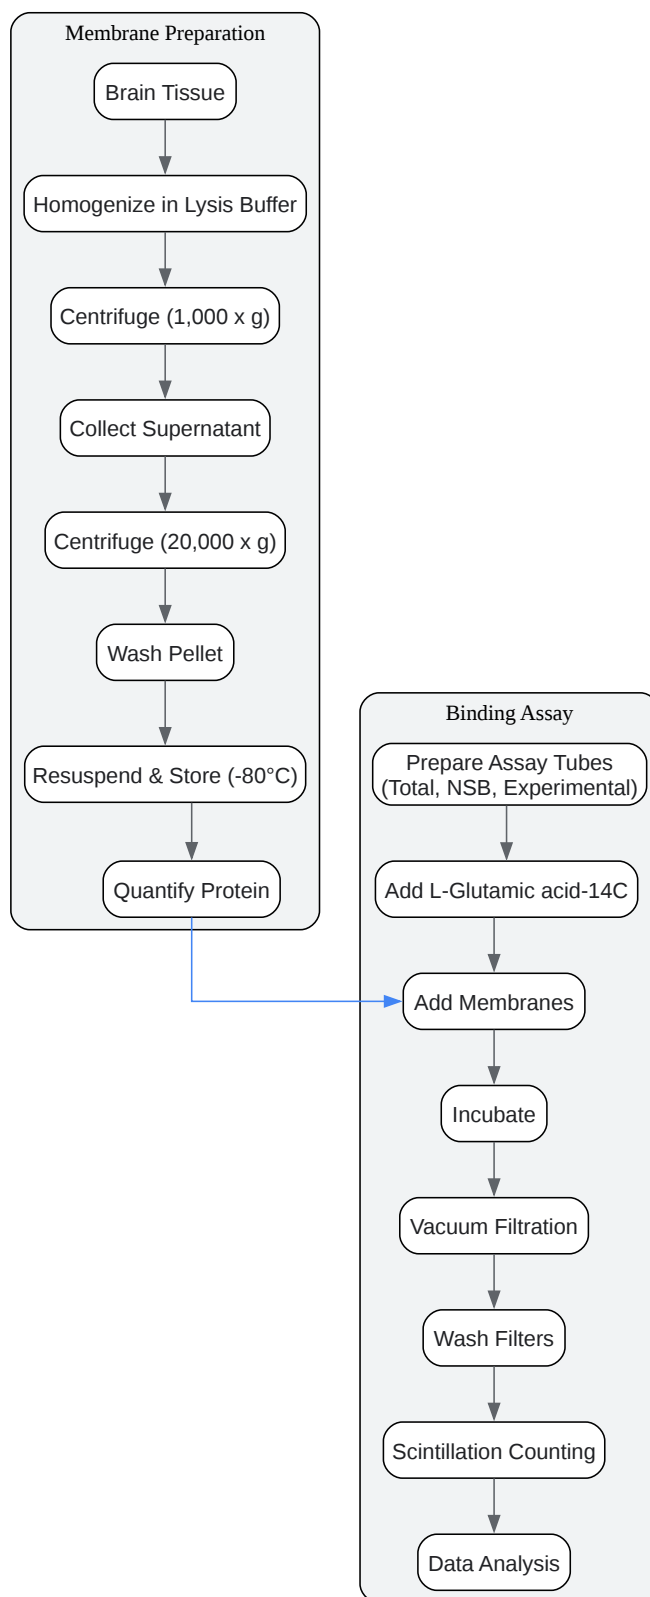 Membrane Preparation
Brain Tissue
Homogenize in Lysis Buffer
Centrifuge (1,000 x g)
Collect Supernatant
Centrifuge (20,000 x g)
Wash Pellet
Resuspend & Store (-80°C)
Quantify Protein
Binding Assay
Prepare Assay Tubes
(Total, NSB, Experimental)
Add L-Glutamic acid-14C
Add Membranes
Incubate
Vacuum Filtration
Wash Filters
Scintillation Counting
Data Analysis